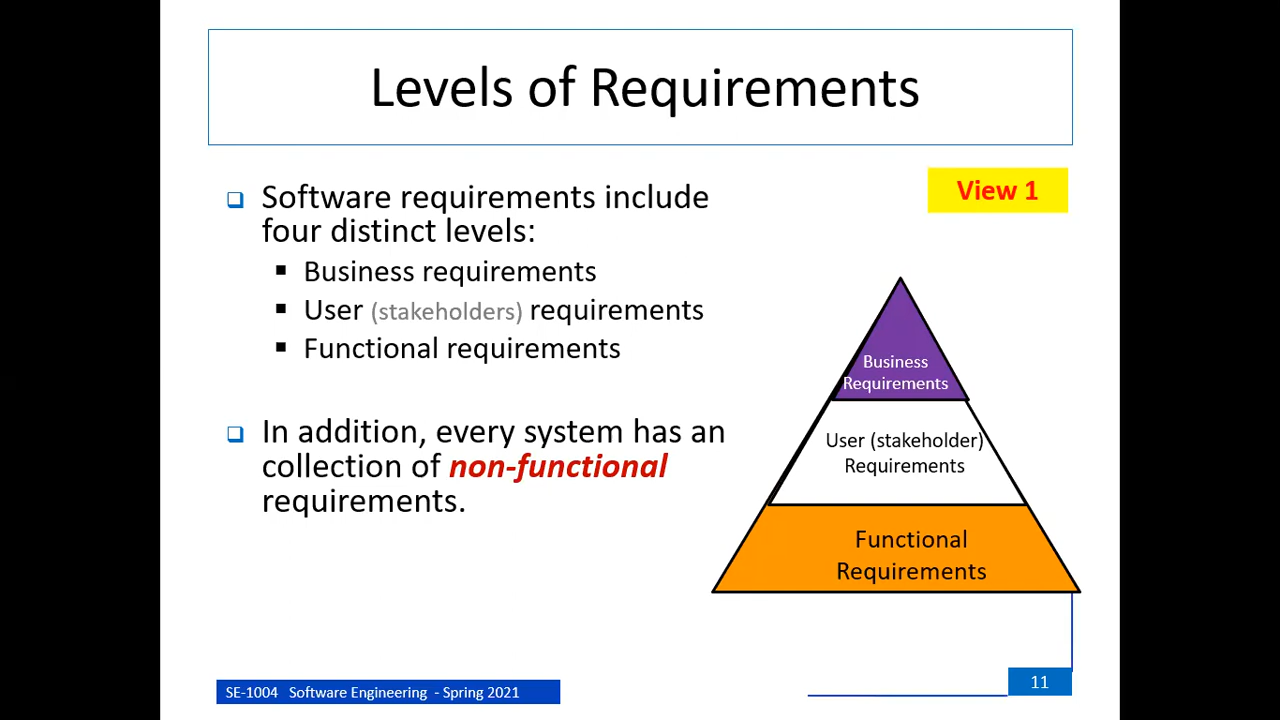 Levels of Requirements
Software requirements include
four distinct levels:
Business requirements
User (stakeholders) requirements
Functional requirements
In addition, every system has an
collection of non-functional
requirements.
View 1
Business
Requirements
User (stakeholder)
Requirements
Functional
Requirements
SE-1004 Software Engineering - Spring 2021
11